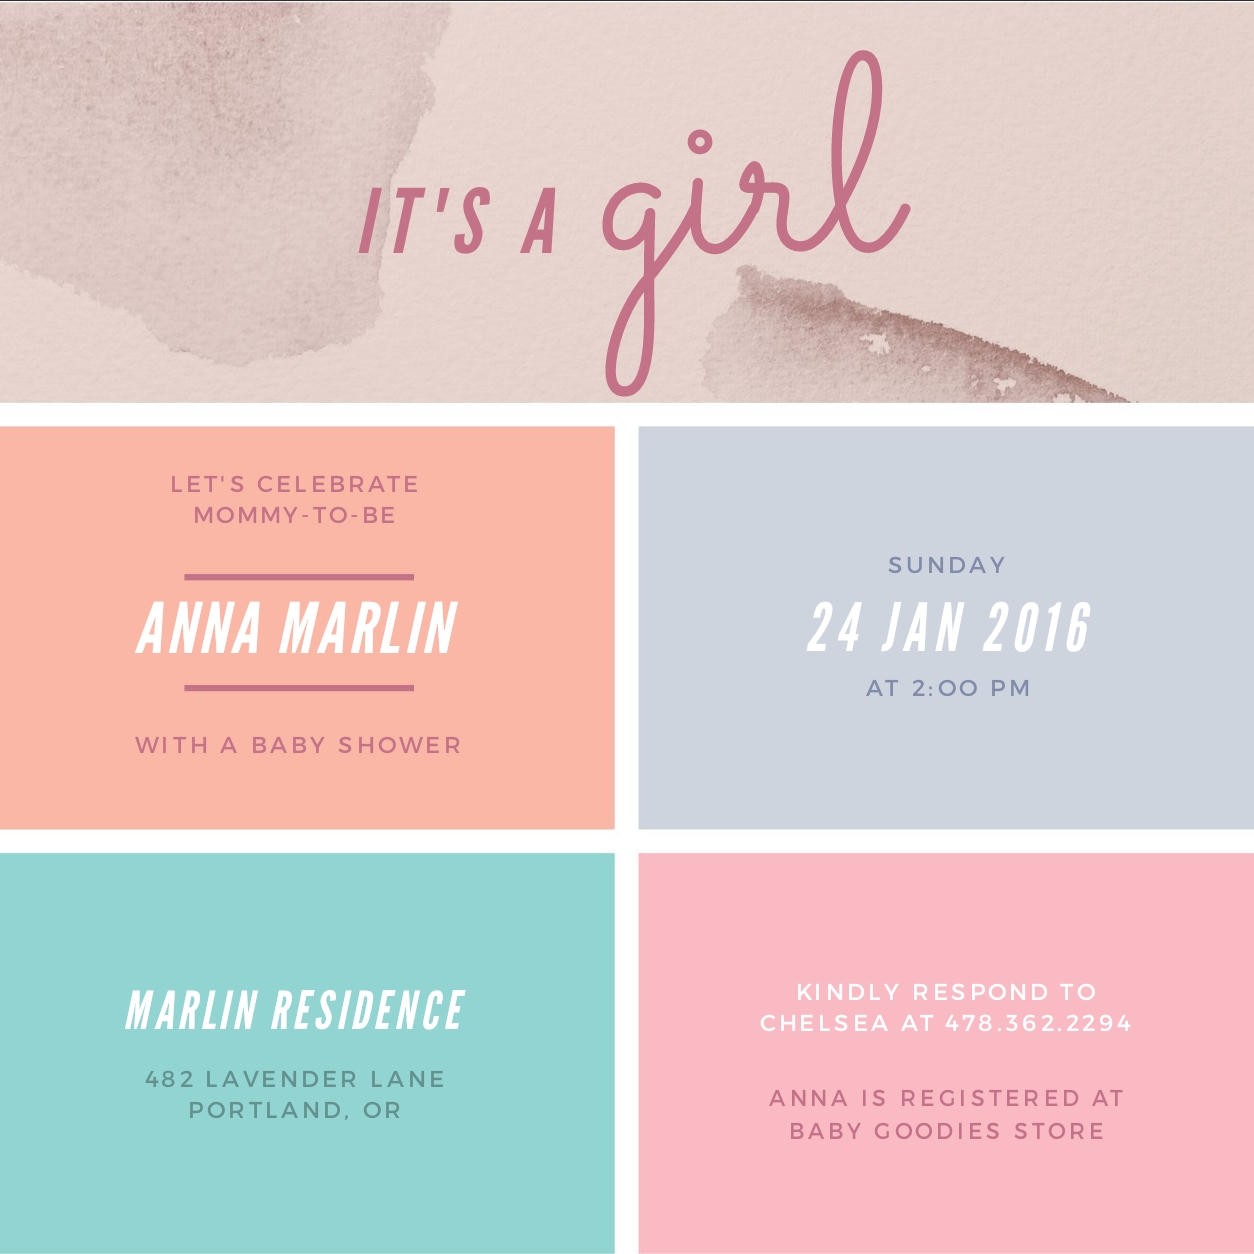 IT'S A girl
LET'S CELEBRATE
MOMMY-TO-BE
ANNA MARLIN
WITH A BABY SHOWER
SUNDAY
24 JAN 2016
AT 2:00 PM
MARLIN RESIDENCE
482 LAVENDER LANE
PORTLAND, OR
KINDLY RESPOND TO
CHELSEA AT 478.362.2294
ANNA IS REGISTERED AT
BABY GOODIES STORE